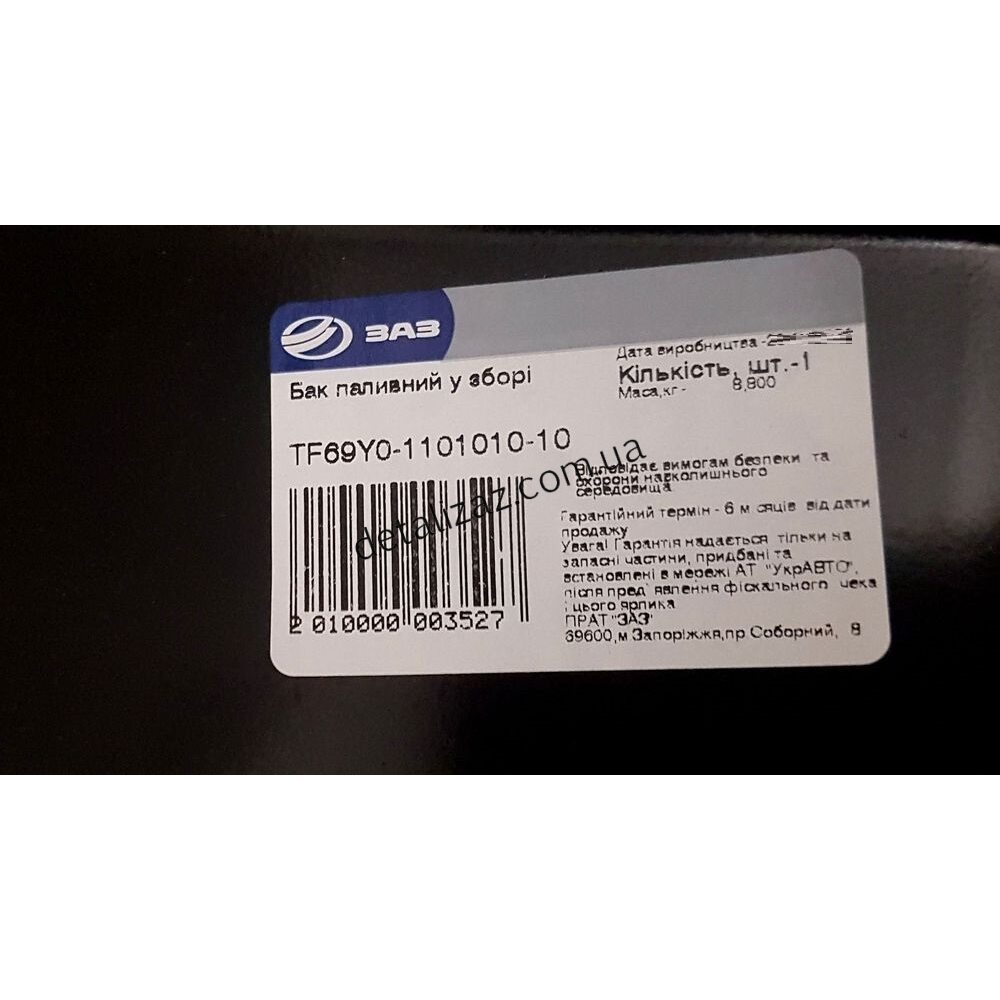 ЗАЗ
Дата виробництва -
Бак паливний у зборі
Кількість, шт.-1
Маса,кг - 8,800
TF69Y0-1101010-10
Відповідає вимогам безпеки та
охорони навколишнього
середовища
Гарантійний термін - 6 м сяців від дати
продажу
Увага! Гарантія надається тільки на
запасні частини, придбані та
встановлені в мережі АТ "УкрАВТО",
після пред'явлення фіскального чека
і цього ярлика
ПРАТ "ЗАЗ"
69600,м Запоріжжя,пр Соборний, 8
2 010000 003527
detalizaz.com.ua